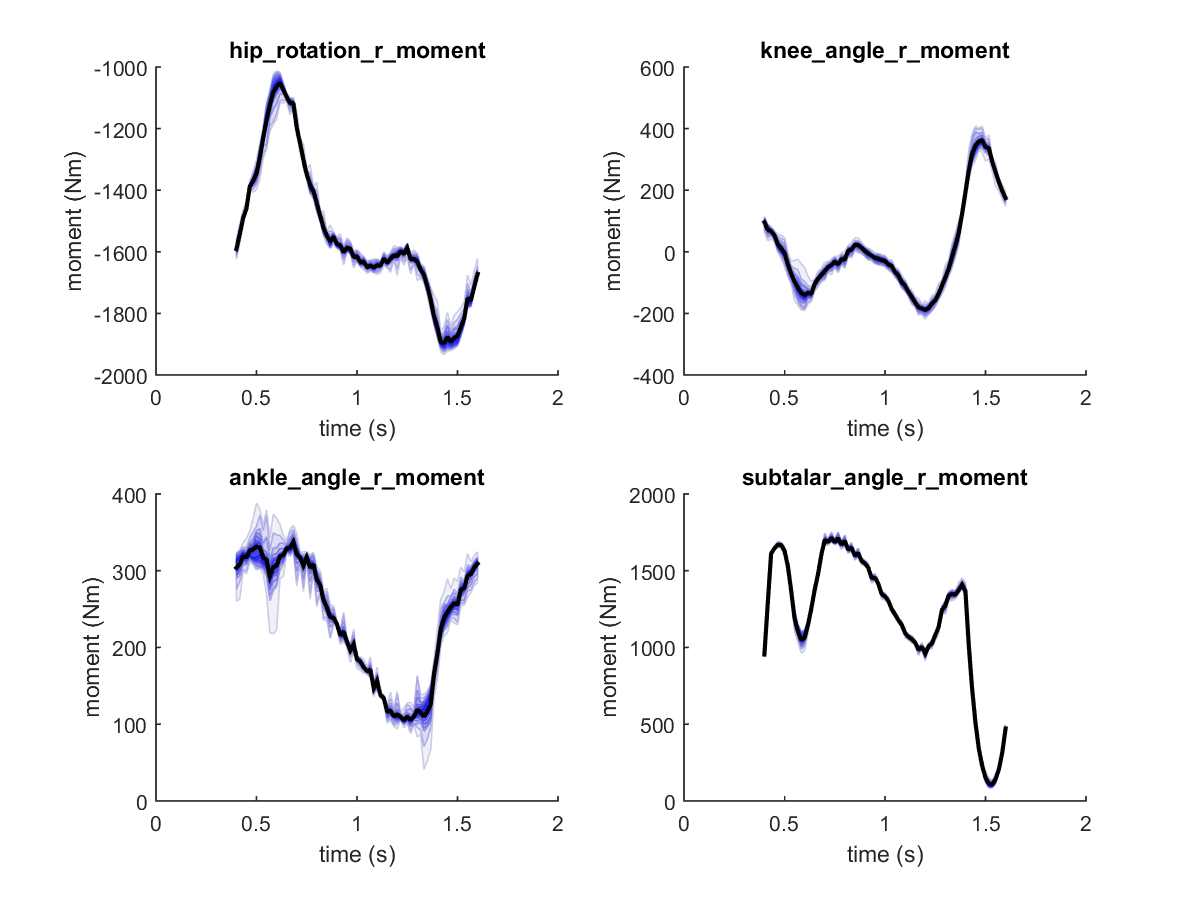 hip_rotation_r_moment
-1000
-1200
-1400
-1600
-1800
-2000
moment (Nm)
0 0.5 1 1.5 2
time (s)
knee_angle_r_moment
600
400
200
0
-200
-400
moment (Nm)
0 0.5 1 1.5 2
time (s)
ankle_angle_r_moment
400
300
200
100
0
moment (Nm)
0 0.5 1 1.5 2
time (s)
subtalar_angle_r_moment
2000
1500
1000
500
0
moment (Nm)
0 0.5 1 1.5 2
time (s)